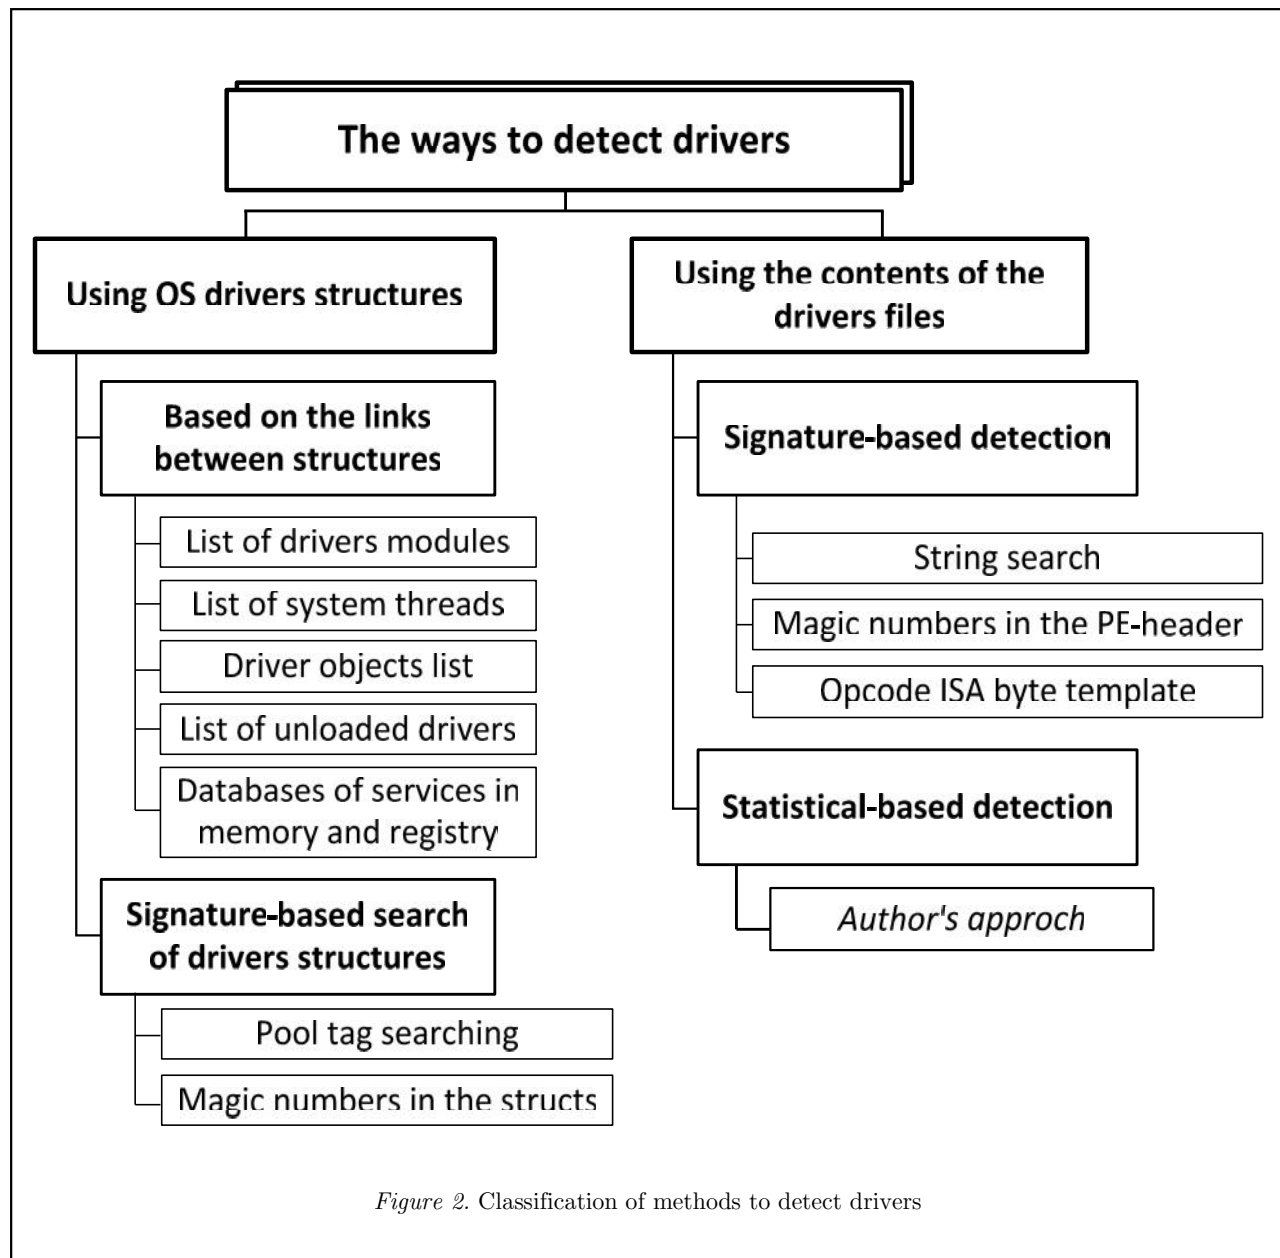 The ways to detect drivers
Using OS drivers structures
Based on the links
between structures
List of drivers modules
List of system threads
Driver objects list
List of unloaded drivers
Databases of services in
memory and registry
Signature-based search
of drivers structures
Pool tag searching
Magic numbers in the structs
Using the contents of the
drivers files
Signature-based detection
String search
Magic numbers in the PE-header
Opcode ISA byte template
Statistical-based detection
Author's approch
Figure 2. Classification of methods to detect drivers